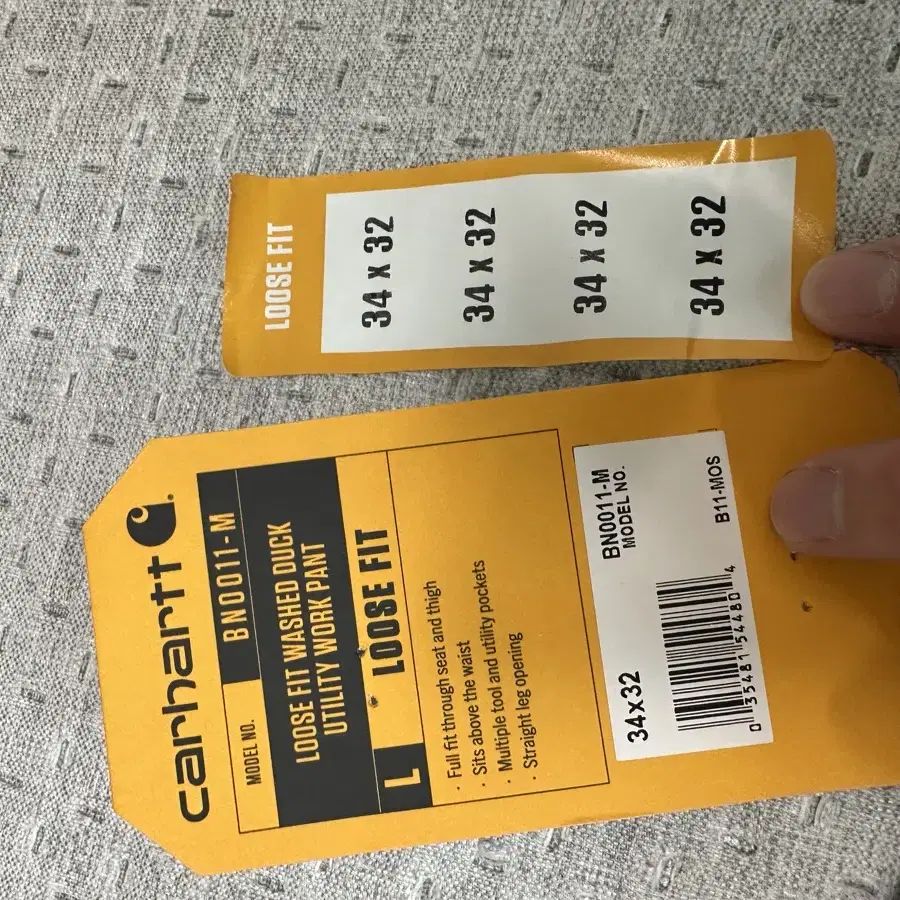 LOOSE FIT
34 x 32
34 x 32
34 x 32
34 x 32
carhartt
MODEL NO.
BN0011-M
LOOSE FIT WASHED DUCK
UTILITY WORK PANT
L LOOSE FIT
· Full fit through seat and thigh
· Sits above the waist
· Multiple tool and utility pockets
· Straight leg opening
34x32
BN0011-M
MODEL NO.
0 35481 54480 4
B11-MOS